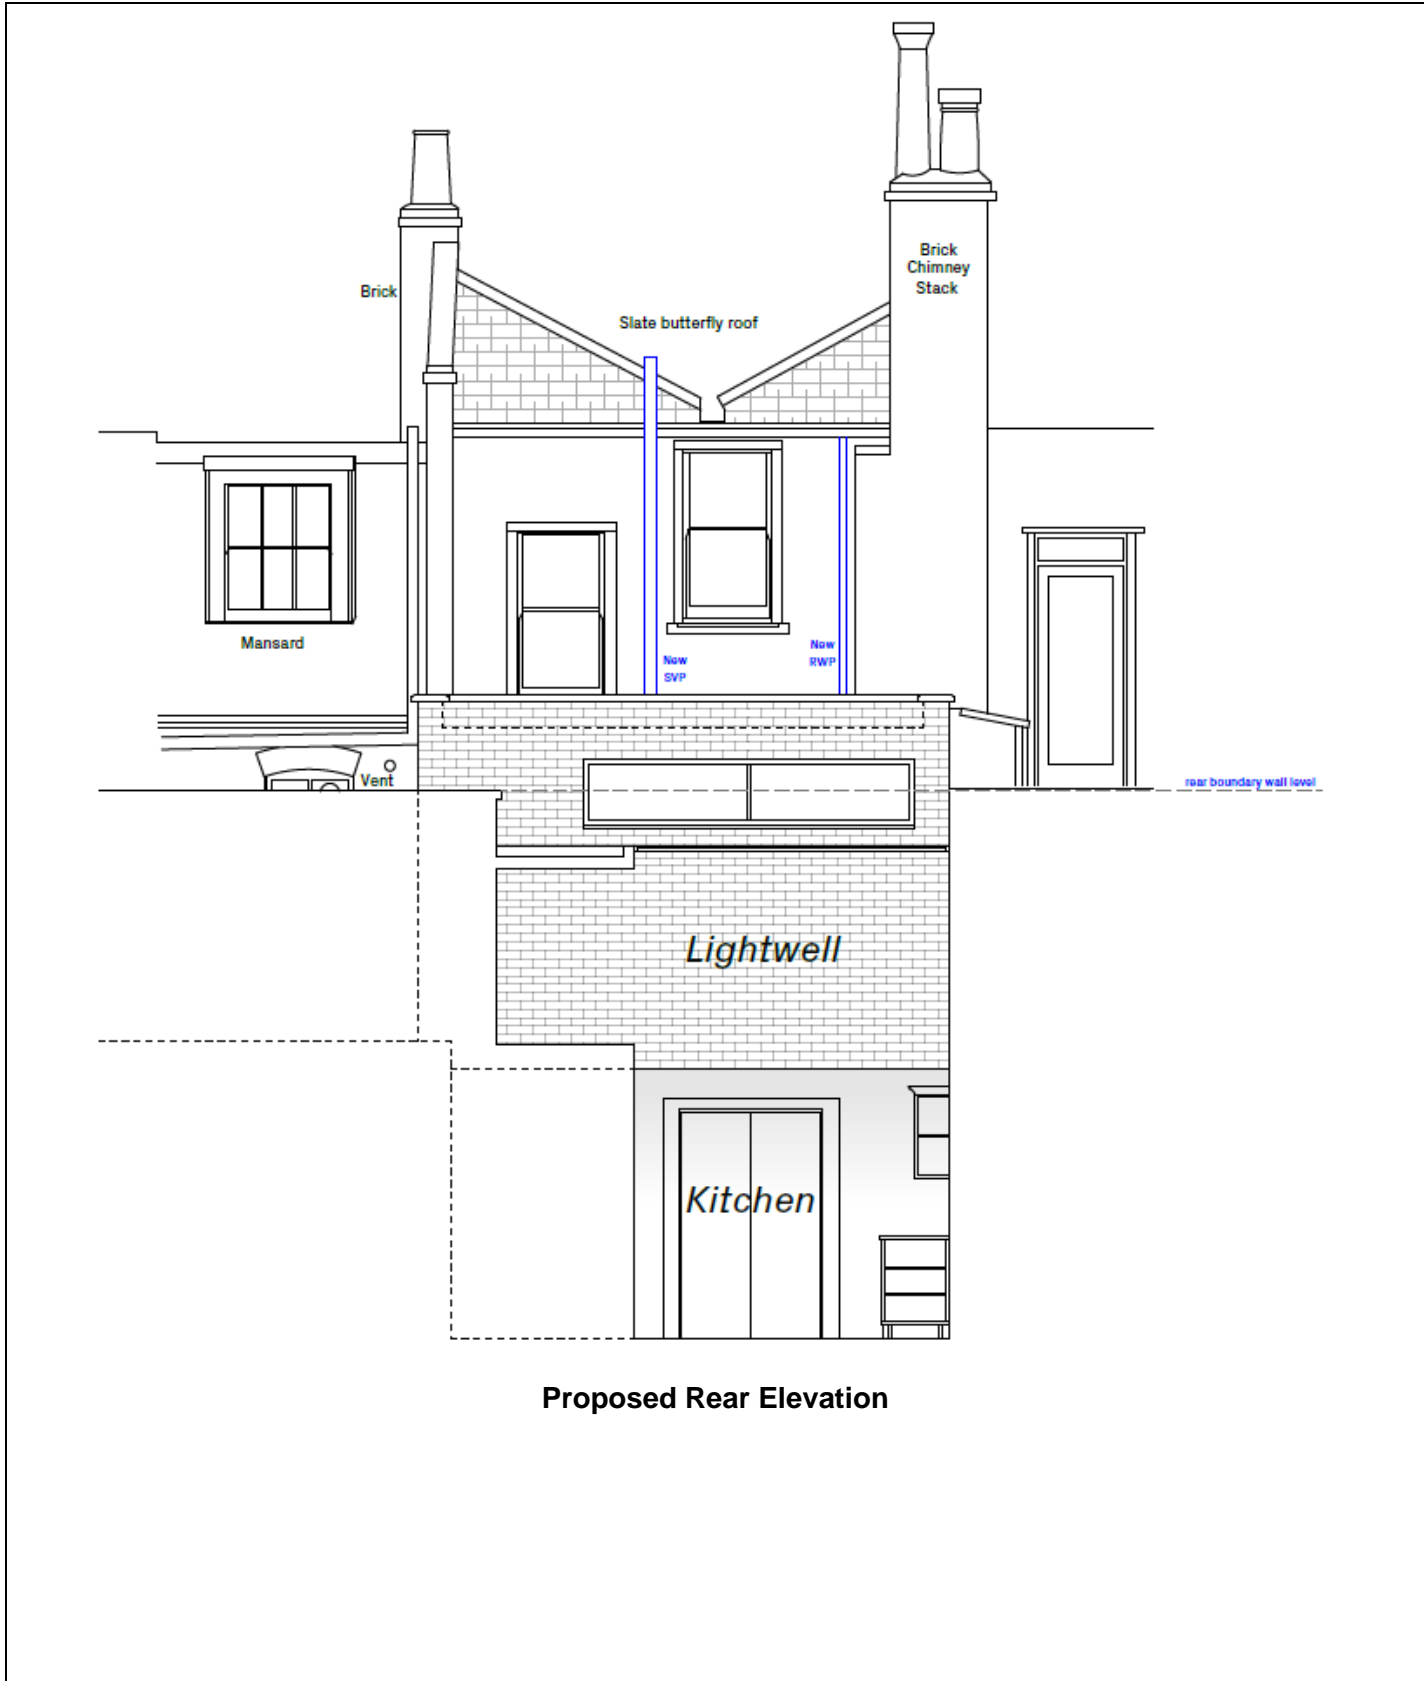 Brick
Chimney
Stack
Brick
Slate butterfly roof
Mansard
New
SVP
New
RWP
Vent
rear boundary wall level
Lightwell
Kitchen
Proposed Rear Elevation